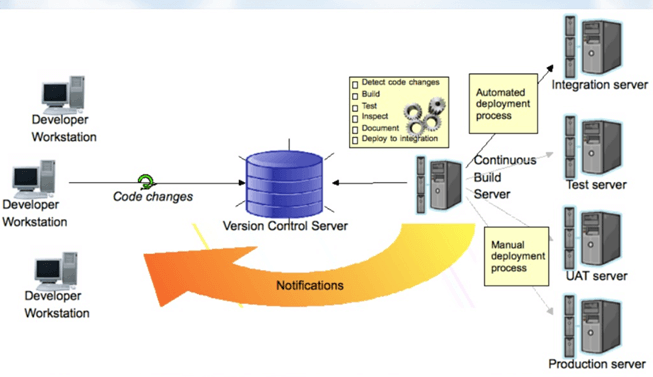 Developer
Workstation
Developer
Workstation
Developer
Workstation
Code changes
Version Control Server
Detect code changes
Build
Test
Inspect
Document
Deploy to integration
Continuous
Build
Server
Automated
deployment
process
Manual
deployment
process
Integration server
Test server
UAT server
Production server
Notifications